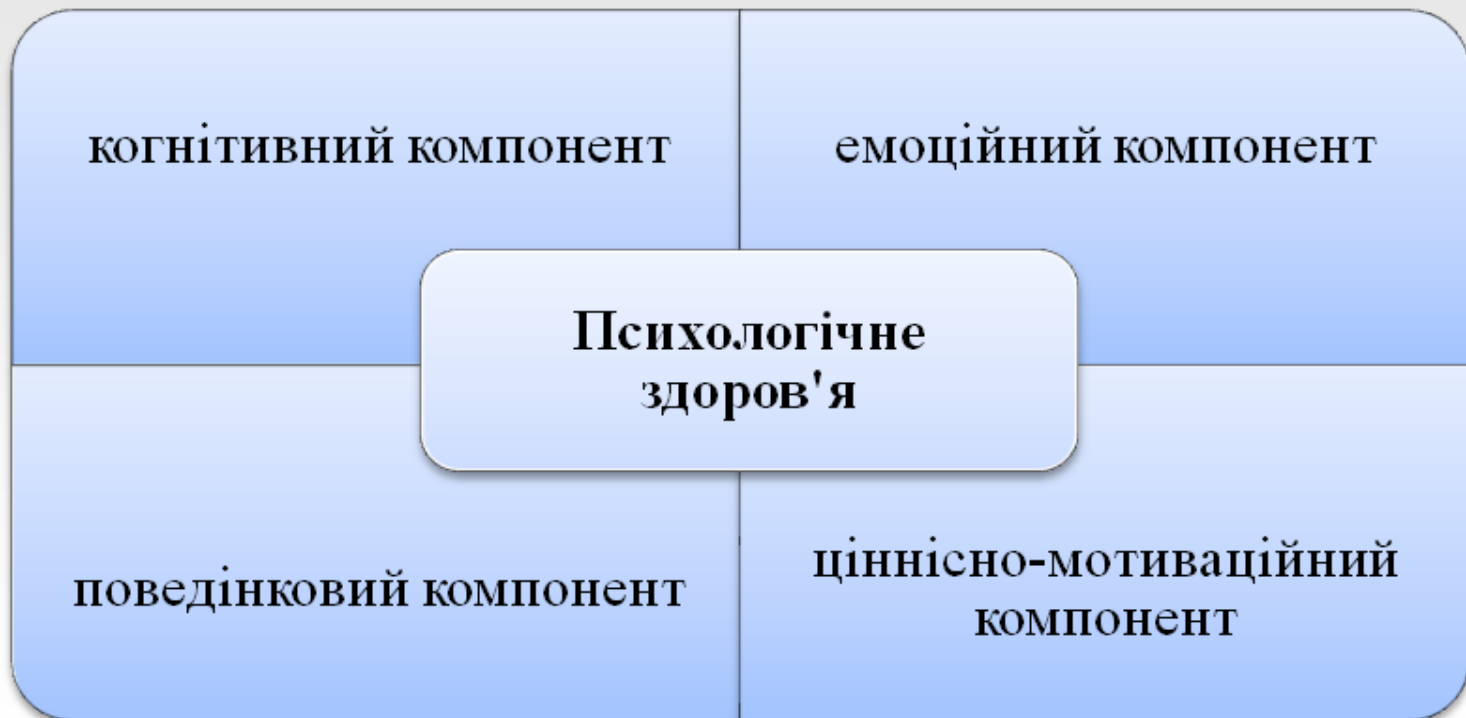 когнітивний компонент
емоційний компонент
Психологічне
здоров'я
поведінковий компонент
ціннісно-мотиваційний
компонент